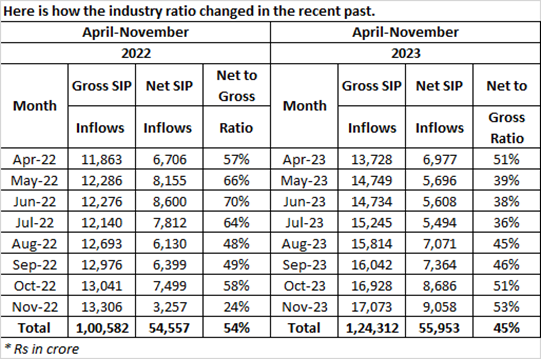 Here is how the industry ratio changed in the recent past.
April-November April-November
2022 2023
Month Gross SIP Inflows Net SIP Inflows Net to Gross Ratio Month Gross SIP Inflows Net SIP Inflows Net to Gross Ratio
Apr-22 11,863 6,706 57% Apr-23 13,728 6,977 51%
May-22 12,286 8,155 66% May-23 14,749 5,696 39%
Jun-22 12,276 8,600 70% Jun-23 14,734 5,608 38%
Jul-22 12,140 7,812 64% Jul-23 15,245 5,494 36%
Aug-22 12,693 6,130 48% Aug-23 15,814 7,071 45%
Sep-22 12,976 6,399 49% Sep-23 16,042 7,364 46%
Oct-22 13,041 7,499 58% Oct-23 16,928 8,686 51%
Nov-22 13,306 3,257 24% Nov-23 17,073 9,058 53%
Total 1,00,582 54,557 54% Total 1,24,312 55,953 45%
* Rs in crore